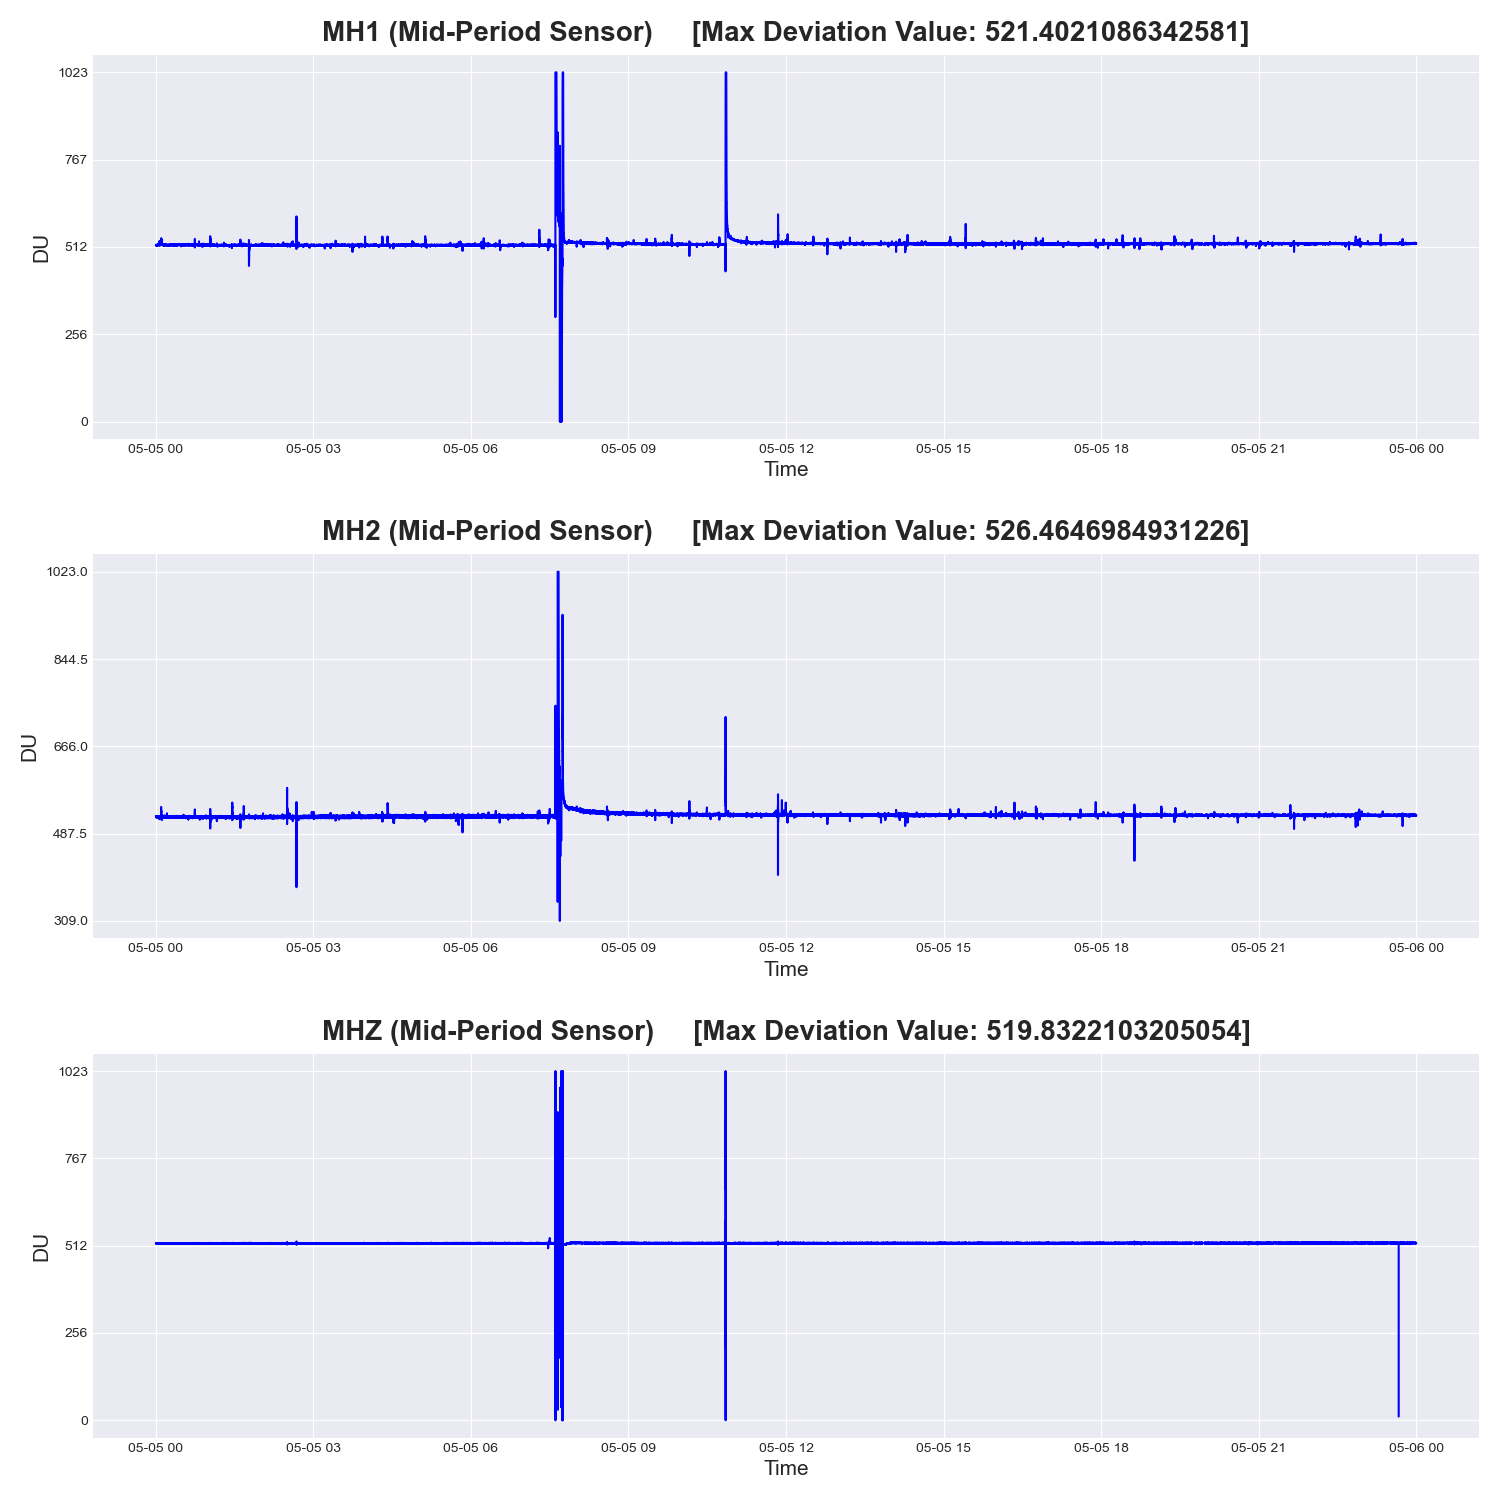 MH1 (Mid-Period Sensor) [Max Deviation Value: 521.4021086342581]
1023
767
512
256
0
DU
05-05 00 05-05 03 05-05 06 05-05 09 05-05 12 05-05 15 05-05 18 05-05 21 05-06 00
Time
MH2 (Mid-Period Sensor) [Max Deviation Value: 526.4646984931226]
1023.0
844.5
666.0
487.5
309.0
DU
05-05 00 05-05 03 05-05 06 05-05 09 05-05 12 05-05 15 05-05 18 05-05 21 05-06 00
Time
MHZ (Mid-Period Sensor) [Max Deviation Value: 519.8322103205054]
1023
767
512
256
0
DU
05-05 00 05-05 03 05-05 06 05-05 09 05-05 12 05-05 15 05-05 18 05-05 21 05-06 00
Time